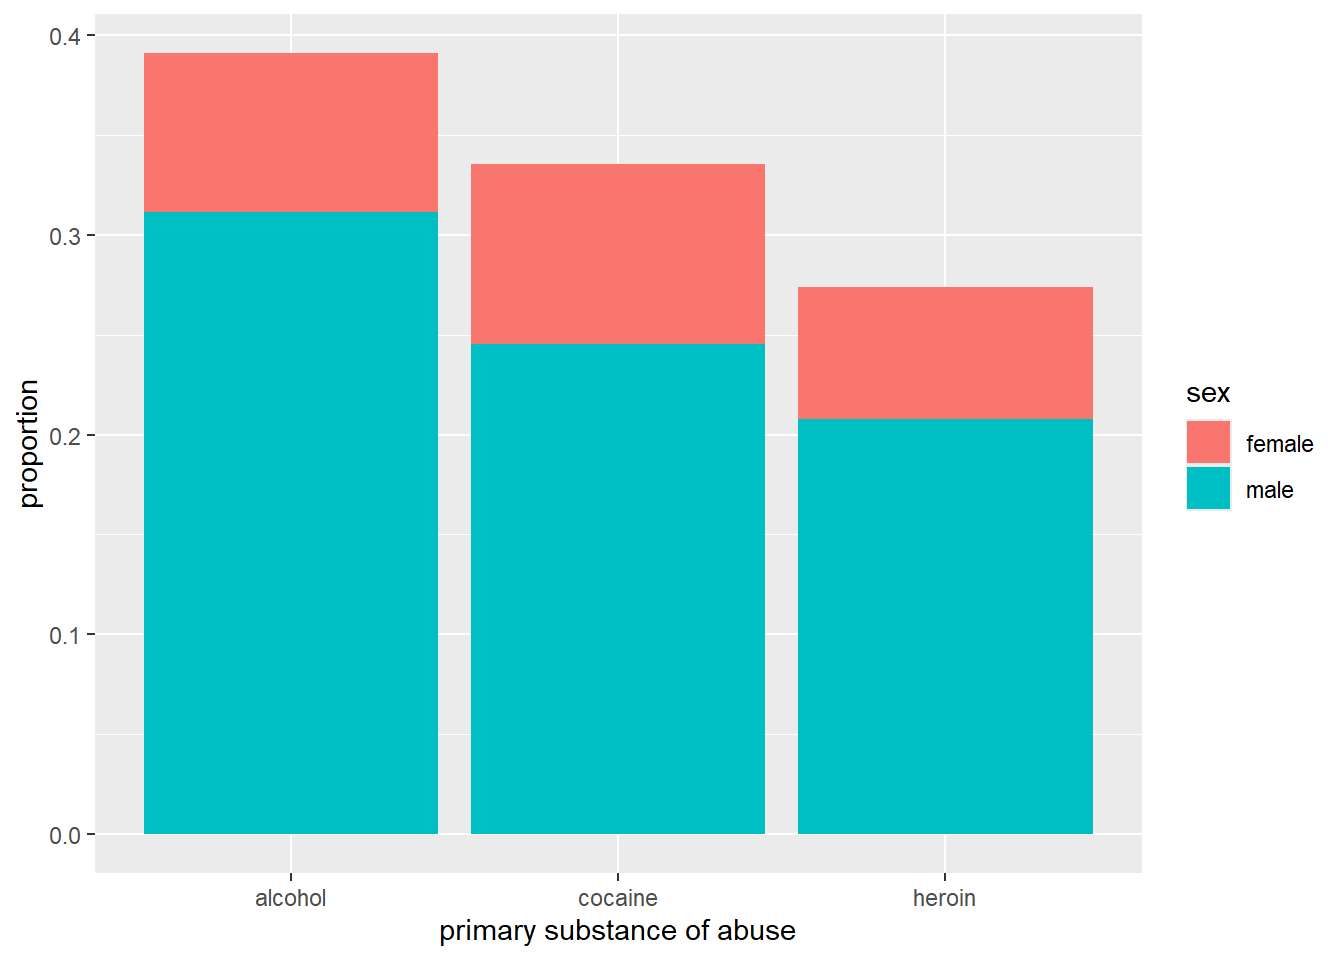 0.4
0.3
0.2
0.1
0.0
proportion
alcohol
cocaine
heroin
primary substance of abuse
sex
female
male